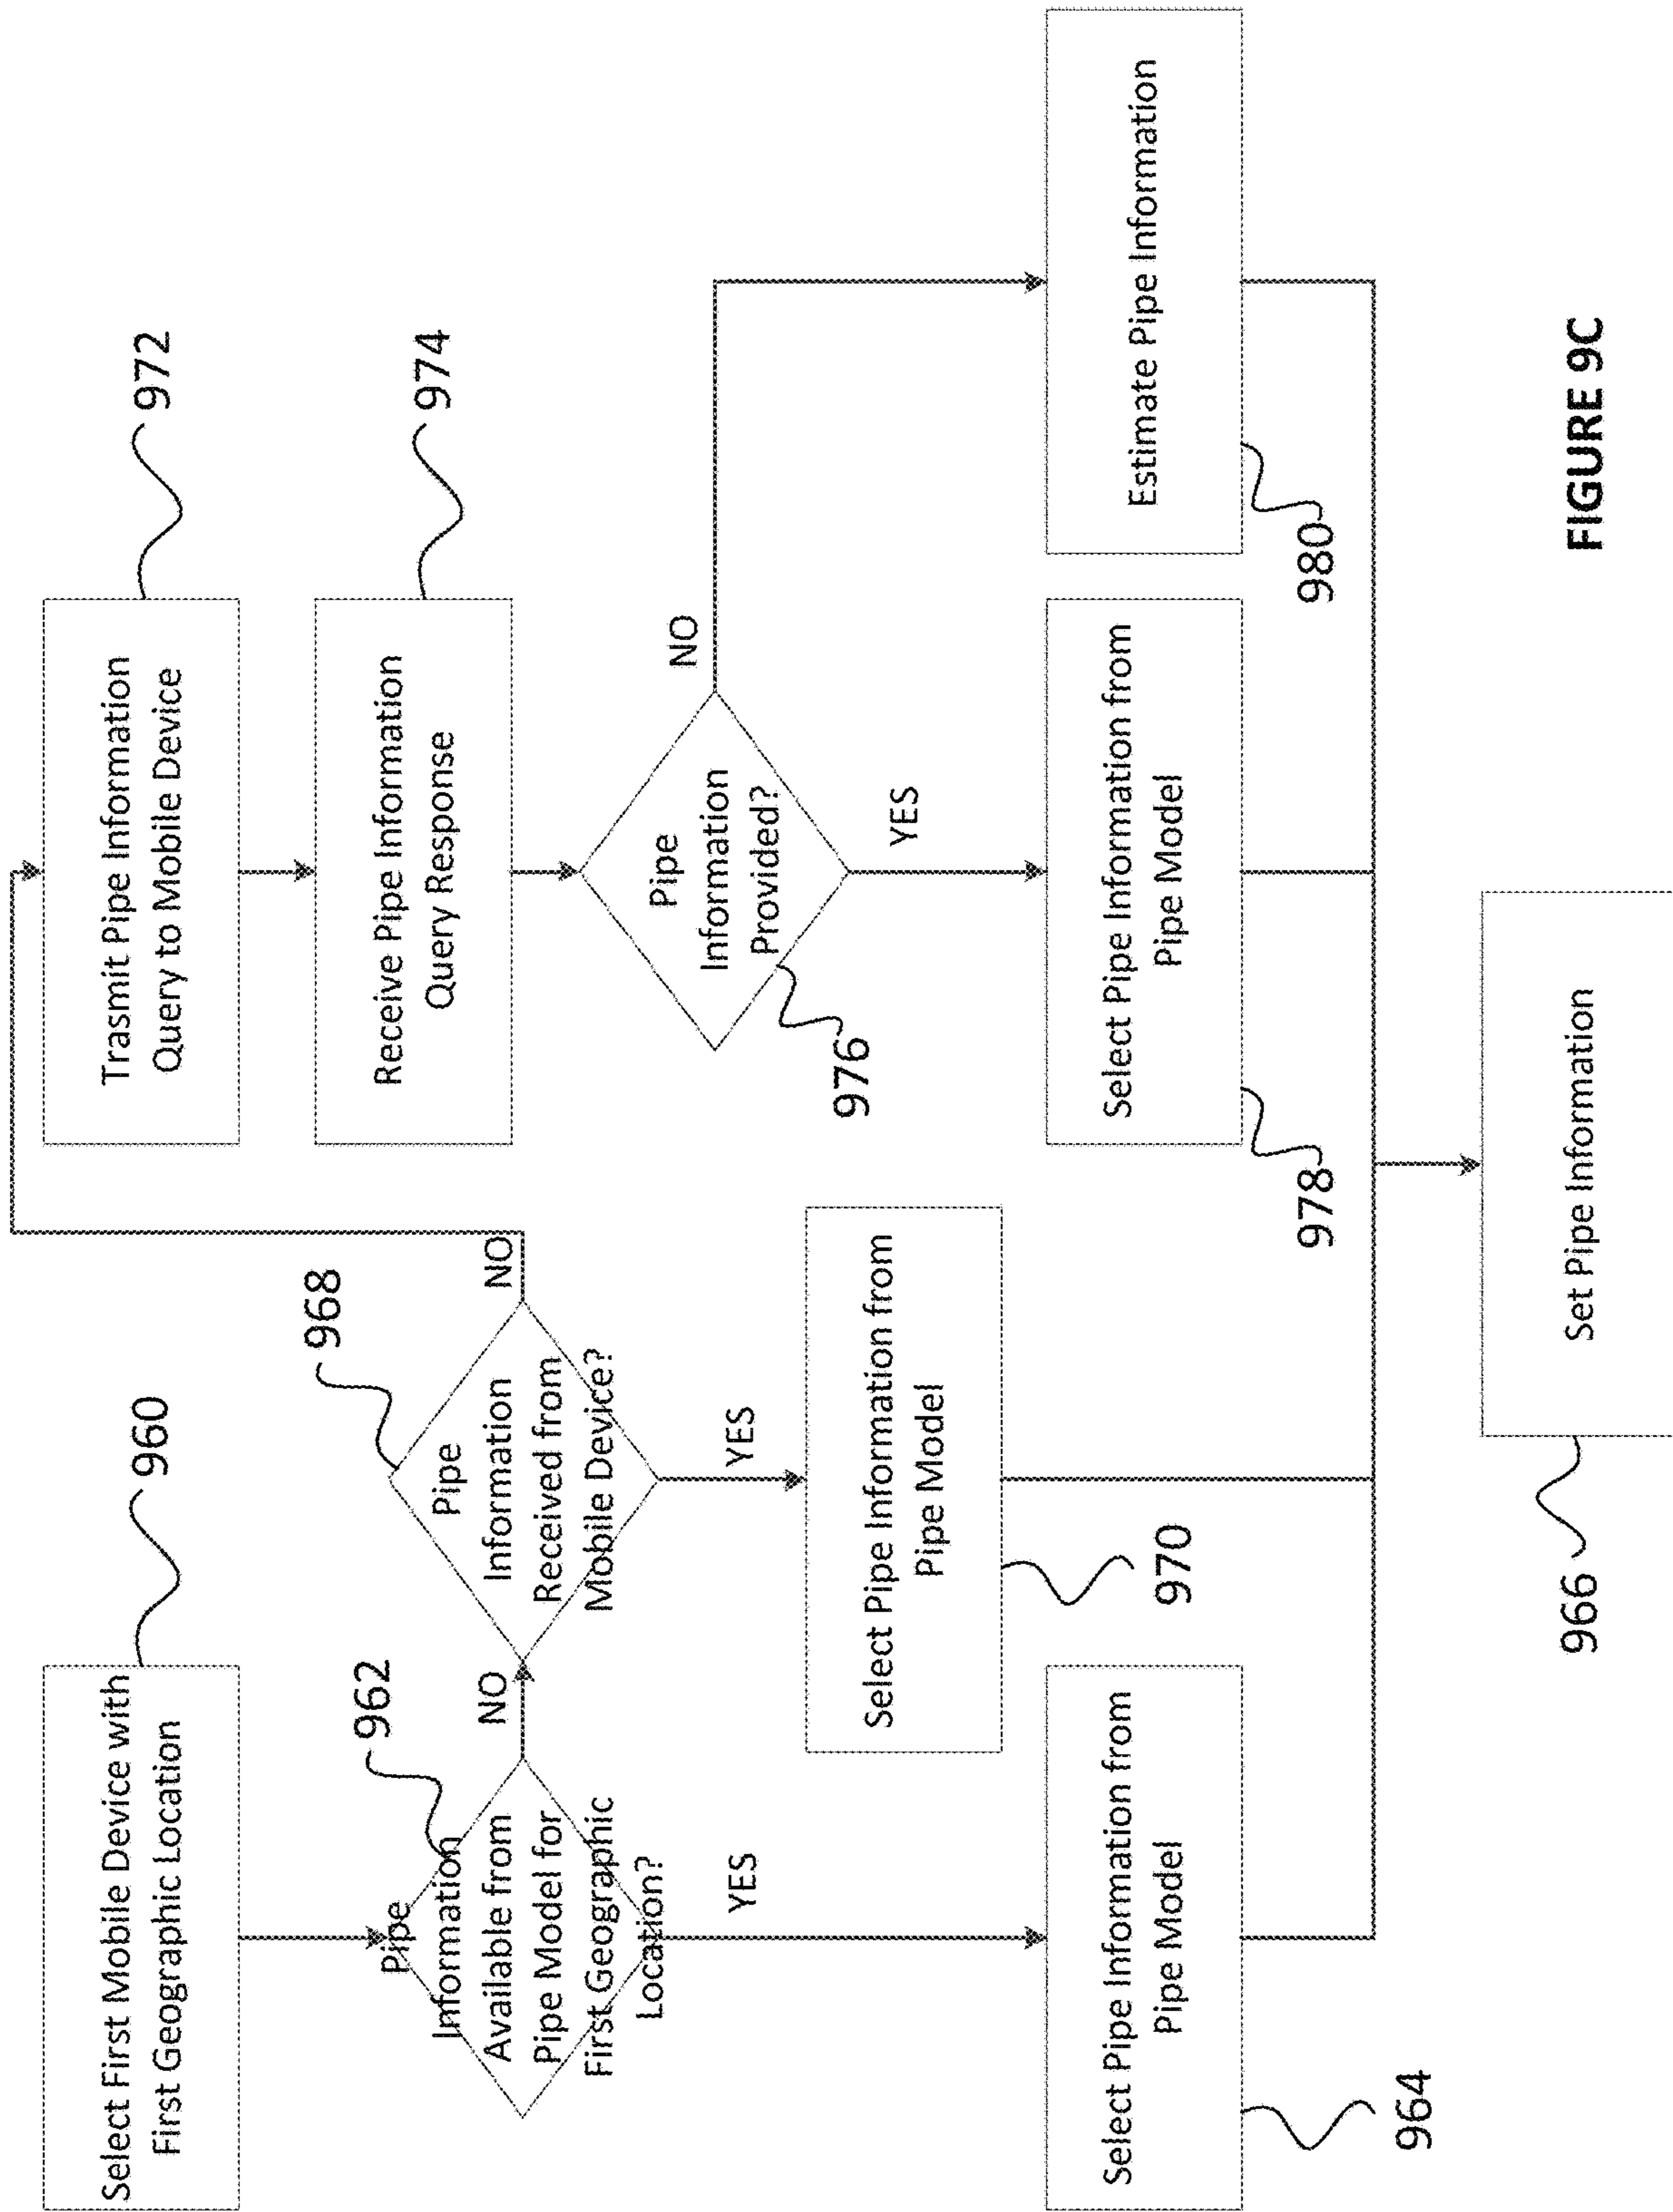 Select First Mobile Device with
First Geographic Location
960
Pipe
Information
Available from
Pipe Model for
First Geographic
Location?
962
NO
YES
Select Pipe Information from
Pipe Model
964
Pipe
Information
Received from
Mobile Device?
968
NO
YES
Select Pipe Information from
Pipe Model
970
Trasmit Pipe Information
Query to Mobile Device
972
Receive Pipe Information
Query Response
974
Pipe
Information
Provided?
976
NO
YES
Select Pipe Information from
Pipe Model
978
Estimate Pipe Information
980
Set Pipe Information
966
FIGURE 9C